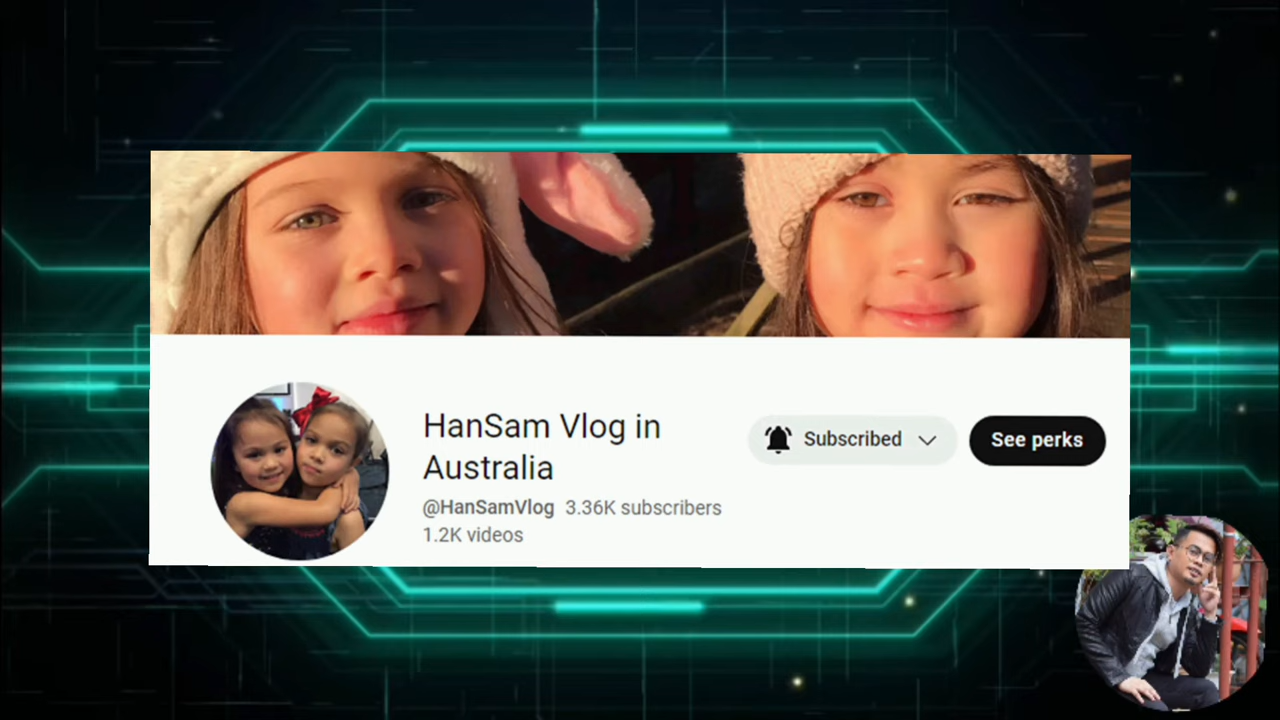 HanSam Vlog in
Australia
Subscribed
See perks
@HanSamVlog 3.36K subscribers
1.2K videos